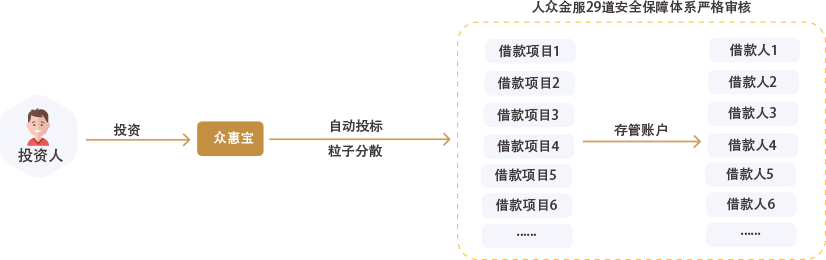 人众金服29道安全保障体系严格审核
投资人
投资
众惠宝
自动投标
粒子分散
借款项目1
借款项目2
借款项目3
借款项目4
借款项目5
借款项目6
......
存管账户
借款人1
借款人2
借款人3
借款人4
借款人5
借款人6
......